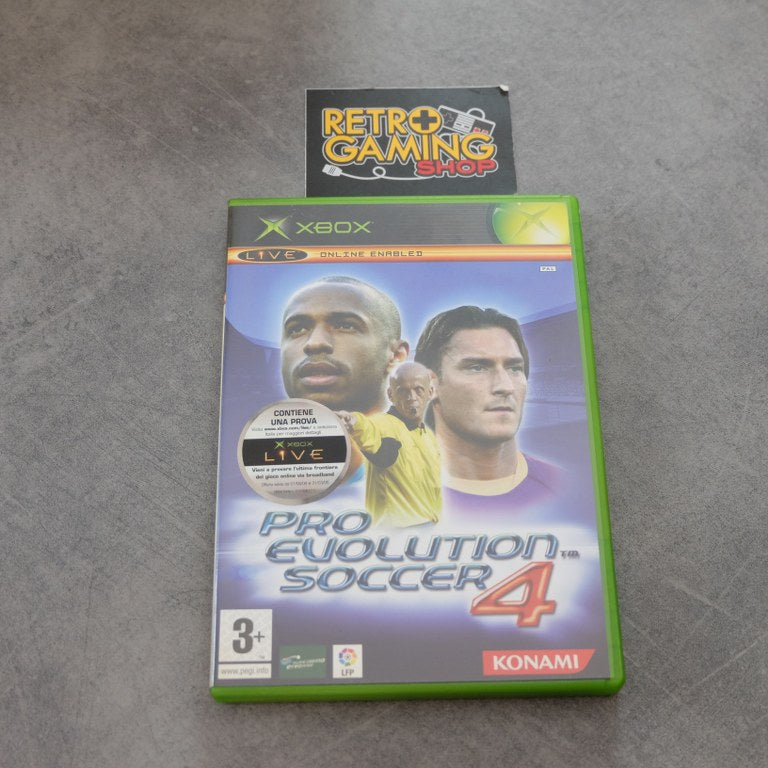 RETRO
GAMING
SHOP
XBOX
LIVE ONLINE ENABLED
PAL
CONTIENE
UNA PROVA
XBOX
LIVE
Vieni a provare l'ultima frontiera
del gioco online via broadband
PRO
EVOLUTION TM
SOCCER 4
3+
www.pegi.info
LFP
KONAMI